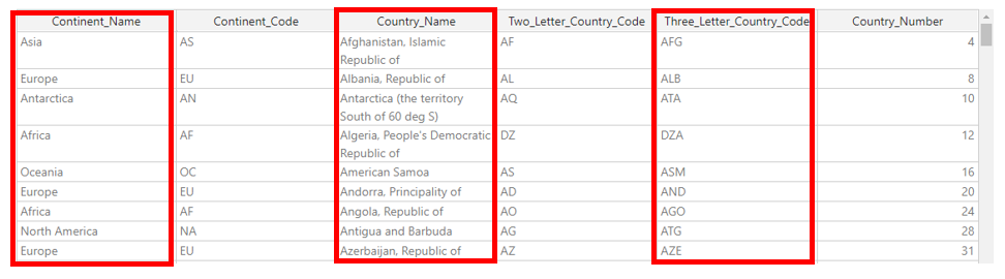 Continent_Name Continent_Code Country_Name Two_Letter_Country_Code Three_Letter_Country_Code Country_Number
Asia AS Afghanistan, Islamic AF AFG 4
Republic of
Europe EU Albania, Republic of AL ALB 8
Antarctica AN Antarctica (the territory AQ ATA 10
South of 60 deg S)
Africa AF Algeria, People's Democratic DZ DZA 12
Republic of
Oceania OC American Samoa AS ASM 16
Europe EU Andorra, Principality of AD AND 20
Africa AF Angola, Republic of AO AGO 24
North America NA Antigua and Barbuda AG ATG 28
Europe EU Azerbaijan, Republic of AZ AZE 31